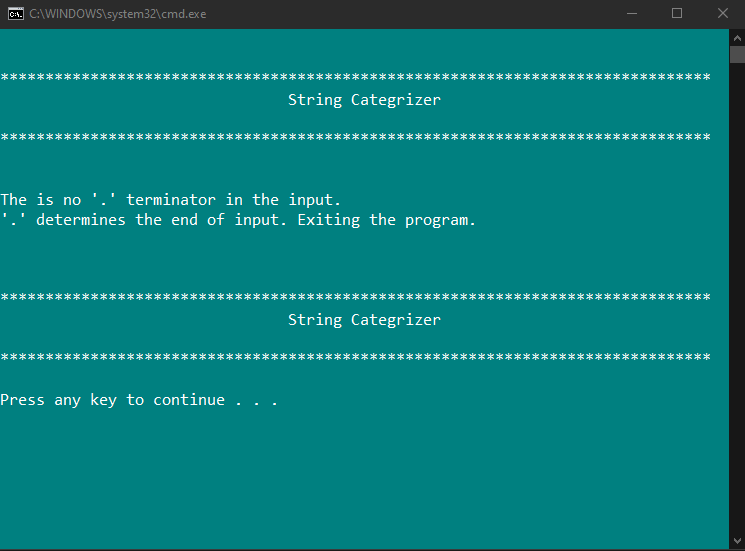 C:\WINDOWS\system32\cmd.exe
*******************************************************************************
String Categrizer
*******************************************************************************
The is no '.' terminator in the input.
'.' determines the end of input. Exiting the program.
*******************************************************************************
String Categrizer
*******************************************************************************
Press any key to continue . . .